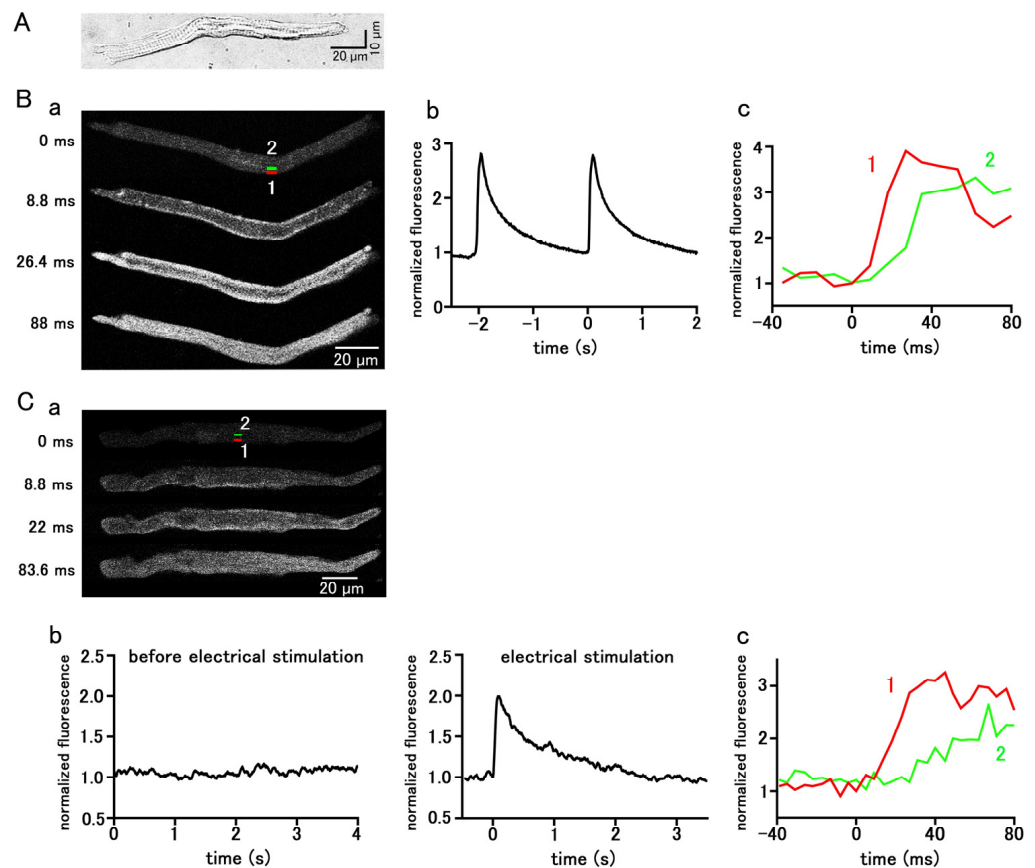 A
20 μm
10 μm
B
a
0 ms
8.8 ms
26.4 ms
88 ms
2
1
20 μm
b
normalized fluorescence
3
2
1
0
−2
−1
0
1
2
time (s)
c
normalized fluorescence
4
3
2
1
1
2
−40
0
40
80
time (ms)
C
a
0 ms
8.8 ms
22 ms
83.6 ms
2
1
20 μm
b
before electrical stimulation
normalized fluorescence
2.5
2.0
1.5
1.0
0.5
0
1
2
3
4
time (s)
electrical stimulation
normalized fluorescence
2.5
2.0
1.5
1.0
0.5
0
1
2
3
time (s)
c
normalized fluorescence
3
2
1
1
2
−40
0
40
80
time (ms)